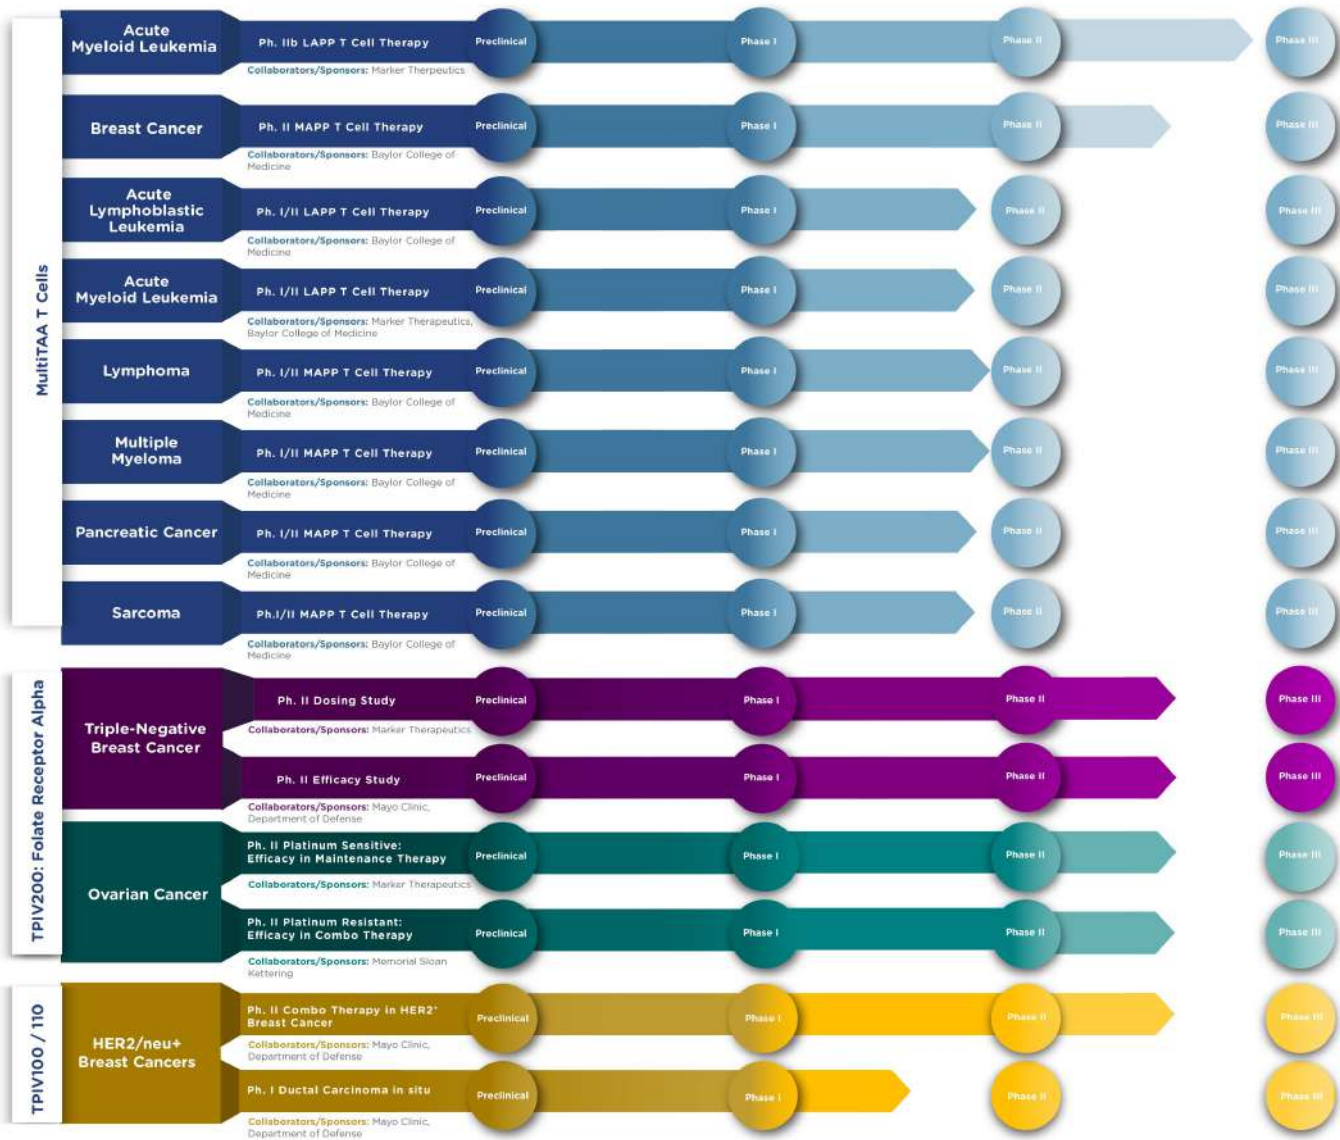 MultiTAA T Cells
Acute
Myeloid Leukemia
Ph. IIb LAPP T Cell Therapy
Preclinical
Phase I
Phase II
Phase III
Collaborators/Sponsors: Marker Therpeutics
Breast Cancer
Ph. II MAPP T Cell Therapy
Preclinical
Phase I
Phase II
Phase III
Collaborators/Sponsors: Baylor College of
Medicine
Acute
Lymphoblastic
Leukemia
Ph. I/II LAPP T Cell Therapy
Preclinical
Phase I
Phase II
Phase III
Collaborators/Sponsors: Baylor College of
Medicine
Acute
Myeloid Leukemia
Ph. I/II LAPP T Cell Therapy
Preclinical
Phase I
Phase II
Phase III
Collaborators/Sponsors: Marker Therapeutics,
Baylor College of Medicine
Lymphoma
Ph. I/II MAPP T Cell Therapy
Preclinical
Phase I
Phase II
Phase III
Collaborators/Sponsors: Baylor College of
Medicine
Multiple
Myeloma
Ph. I/II MAPP T Cell Therapy
Preclinical
Phase I
Phase II
Phase III
Collaborators/Sponsors: Baylor College of
Medicine
Pancreatic Cancer
Ph. I/II MAPP T Cell Therapy
Preclinical
Phase I
Phase II
Phase III
Collaborators/Sponsors: Baylor College of
Medicine
Sarcoma
Ph.I/II MAPP T Cell Therapy
Preclinical
Phase I
Phase II
Phase III
Collaborators/Sponsors: Baylor College of
Medicine
TPIV200: Folate Receptor Alpha
Triple-Negative
Breast Cancer
Ph. II Dosing Study
Preclinical
Phase I
Phase II
Phase III
Collaborators/Sponsors: Marker Therapeutics
Ph. II Efficacy Study
Preclinical
Phase I
Phase II
Phase III
Collaborators/Sponsors: Mayo Clinic,
Department of Defense
Ovarian Cancer
Ph. II Platinum Sensitive:
Efficacy in Maintenance Therapy
Preclinical
Phase I
Phase II
Phase III
Collaborators/Sponsors: Marker Therapeutics
Ph. II Platinum Resistant:
Efficacy in Combo Therapy
Preclinical
Phase I
Phase II
Phase III
Collaborators/Sponsors: Memorial Sloan
Kettering
TPIV100 / 110
HER2/neu+
Breast Cancers
Ph. II Combo Therapy in HER2+
Breast Cancer
Preclinical
Phase I
Phase II
Phase III
Collaborators/Sponsors: Mayo Clinic,
Department of Defense
Ph. I Ductal Carcinoma in situ
Preclinical
Phase I
Phase II
Phase III
Collaborators/Sponsors: Mayo Clinic,
Department of Defense